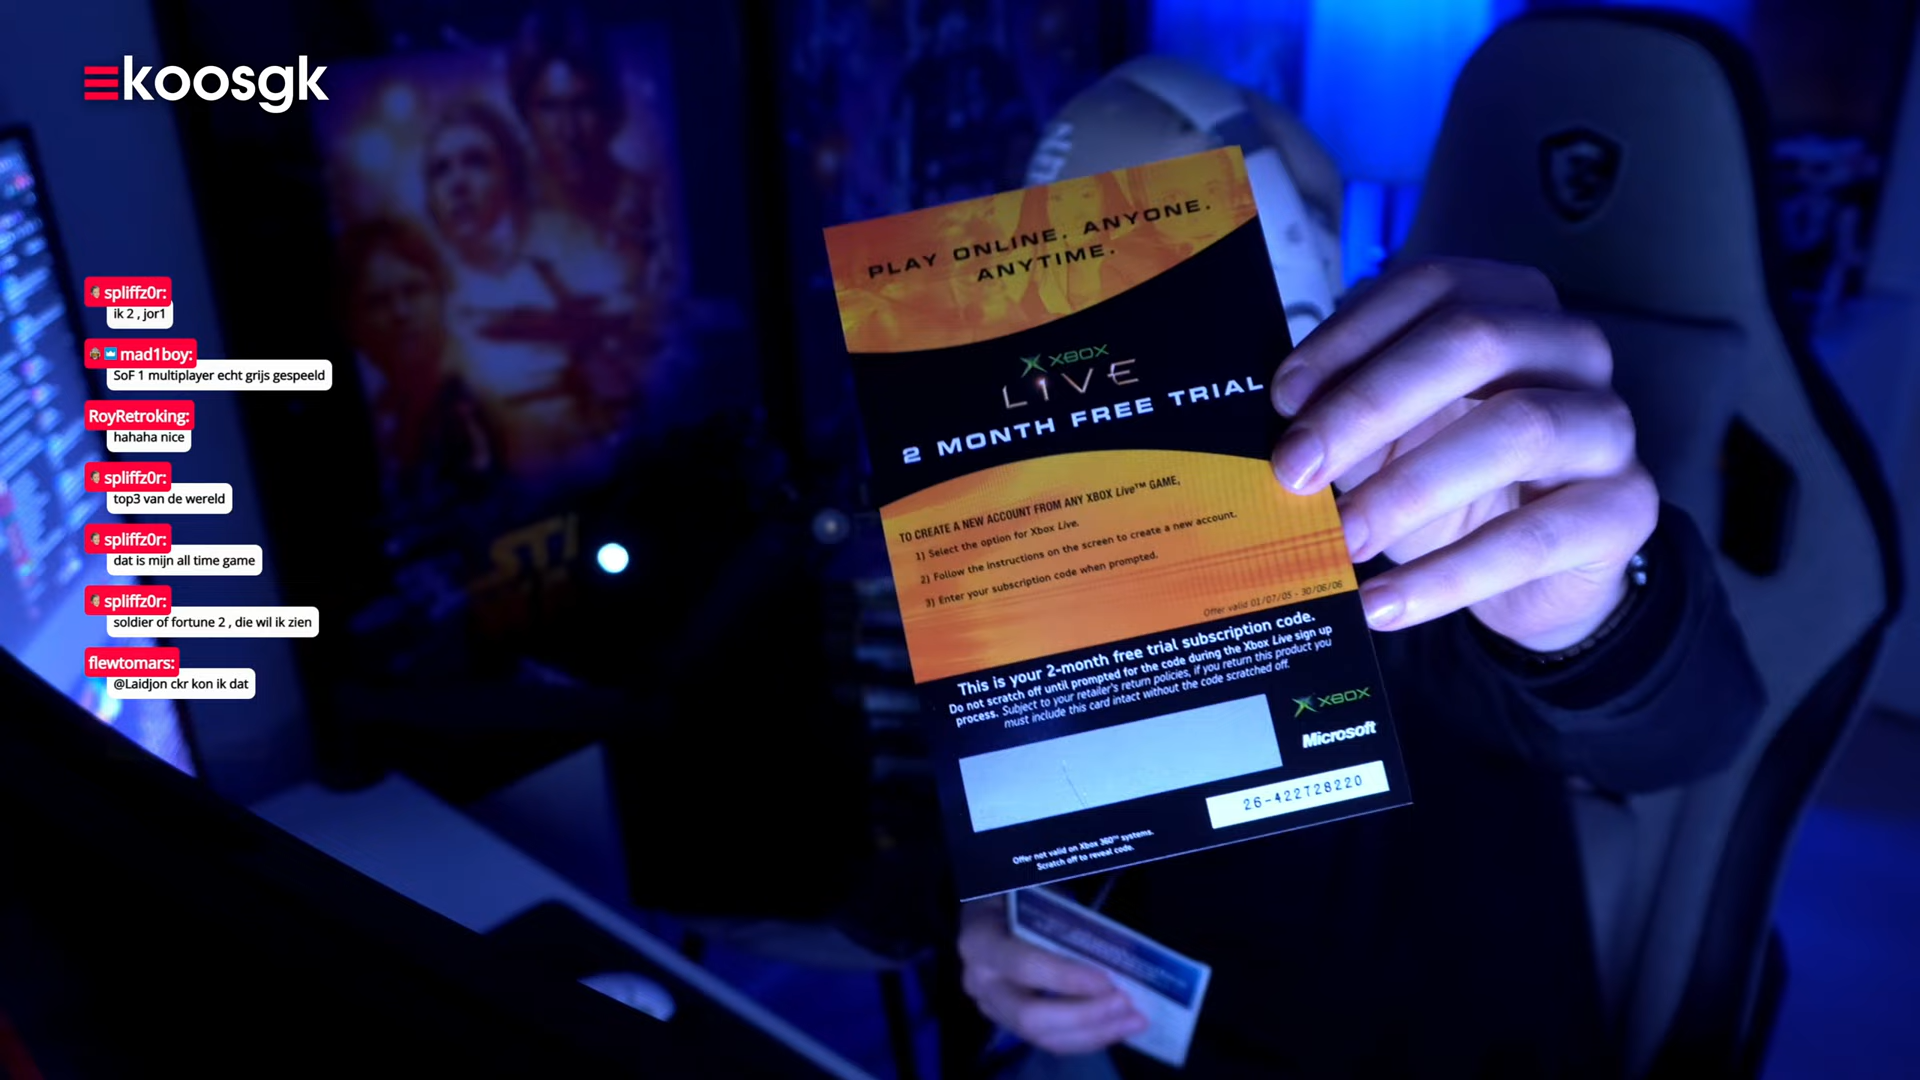 koosgk
spliffz0r:
ik 2 , jor1
mad1boy:
SoF 1 multiplayer echt grijs gespeeld
RoyRetroking:
hahaha nice
spliffz0r:
top3 van de wereld
spliffz0r:
dat is mijn all time game
spliffz0r:
soldier of fortune 2 , die wil ik zien
flewtomars:
@Laidjon ckr kon ik dat
PLAY ONLINE. ANYONE.
ANYTIME.
XBOX
LIVE
2 MONTH FREE TRIAL
TO CREATE A NEW ACCOUNT FROM ANY XBOX Live™ GAME,
1) Select the option for Xbox Live.
2) Follow the instructions on the screen to create a new account.
3) Enter your subscription code when prompted.
Offer valid 01/07/05 - 30/06/06
This is your 2-month free trial subscription code.
Do not scratch off until prompted for the code during the Xbox Live sign up
process. Subject to your retailer's return policies, if you return this product you
must include this card intact without the code scratched off.
XBOX
Microsoft
26-422728220
Offer not valid on Xbox 360™ systems.
Scratch off to reveal code.